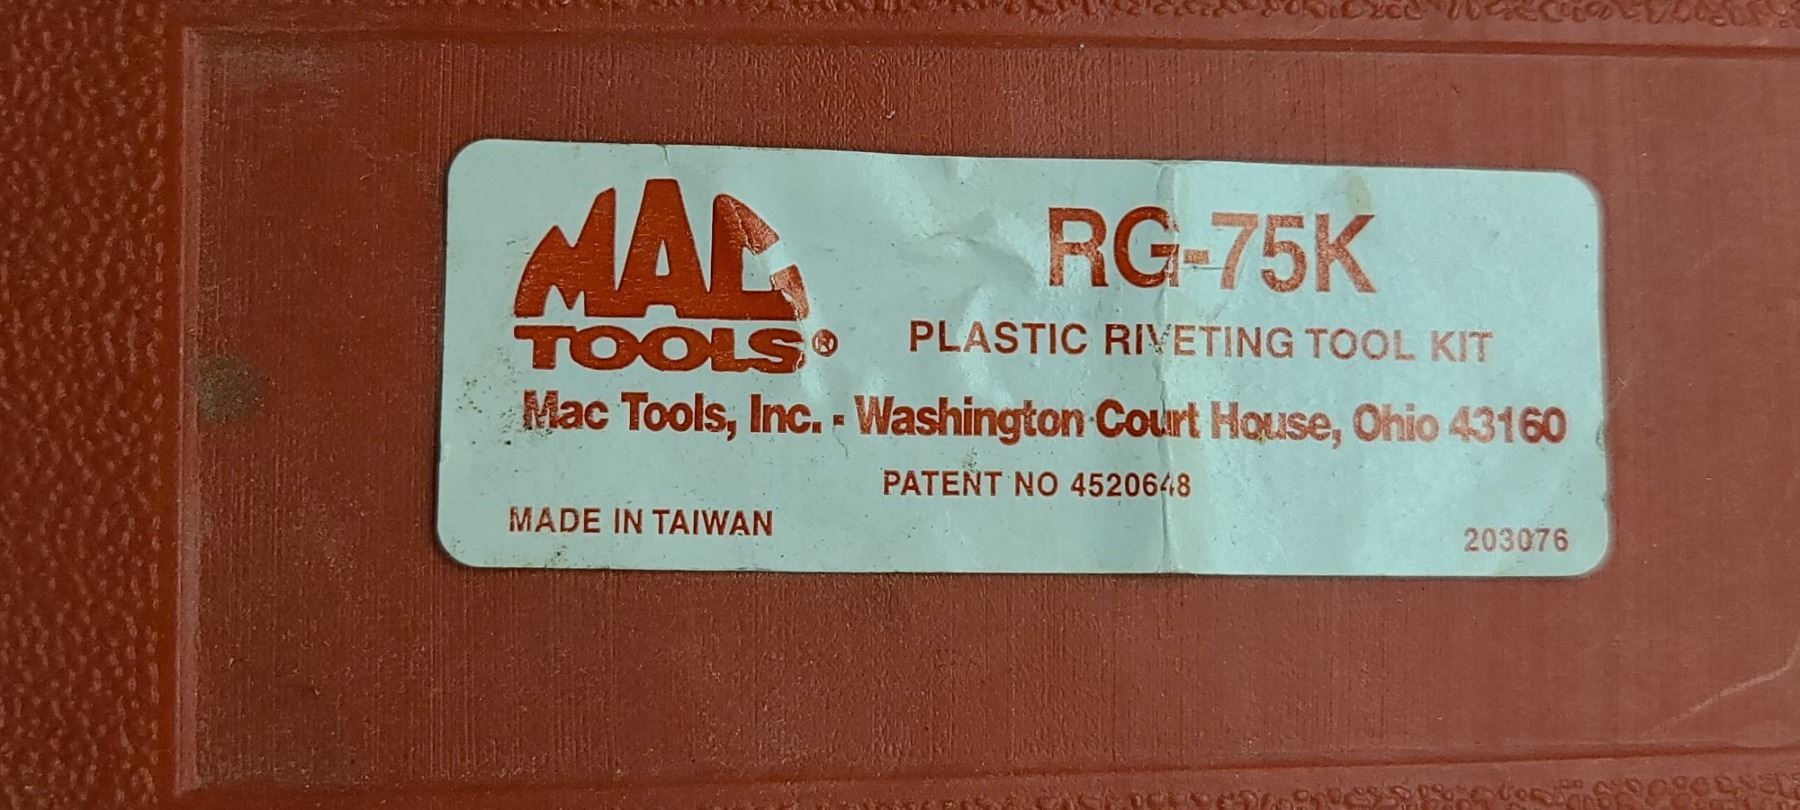 MAC
TOOLS®
RG-75K
PLASTIC RIVETING TOOL KIT
Mac Tools, Inc. - Washington Court House, Ohio 43160
PATENT NO 4520648
MADE IN TAIWAN
203076